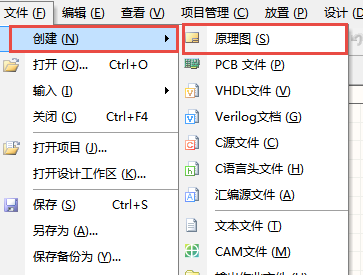 文件 (F) 编辑 (E) 查看 (V) 项目管理 (C) 放置 (P) 设计 (
创建 (N)
打开 (O)... Ctrl+O
输入 (I)
关闭 (C) Ctrl+F4
打开项目 (J)...
打开设计工作区 (K)...
保存 (S) Ctrl+S
另存为 (A)...
保存备份为 (Y)...
原理图 (S)
PCB 文件 (P)
VHDL文件 (V)
Verilog文档 (G)
C源文件 (C)
C语言头文件 (H)
汇编源文件 (A)
文本文件 (T)
CAM文件 (M)